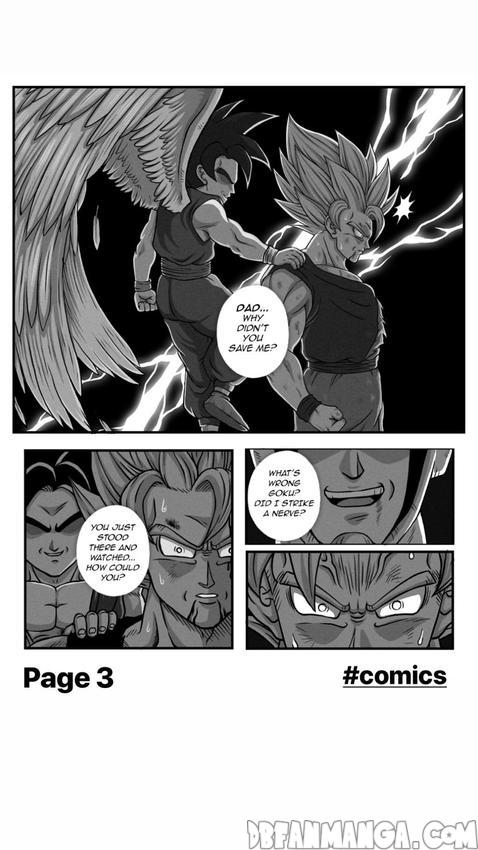 DAD...
WHY
DIDN'T
YOU
SAVE ME?
YOU JUST
STOOD
THERE AND
WATCHED...
HOW COULD
YOU?
WHAT'S
WRONG
GOKU?
DID I STRIKE
A NERVE?
Page 3
#comics
DBFANMANGA.COM